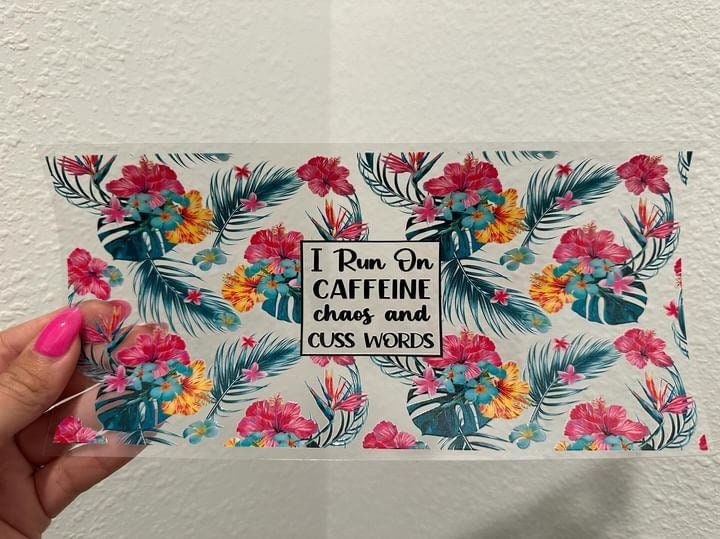 I Run On
CAFFEINE
chaos and
CUSS WORDS